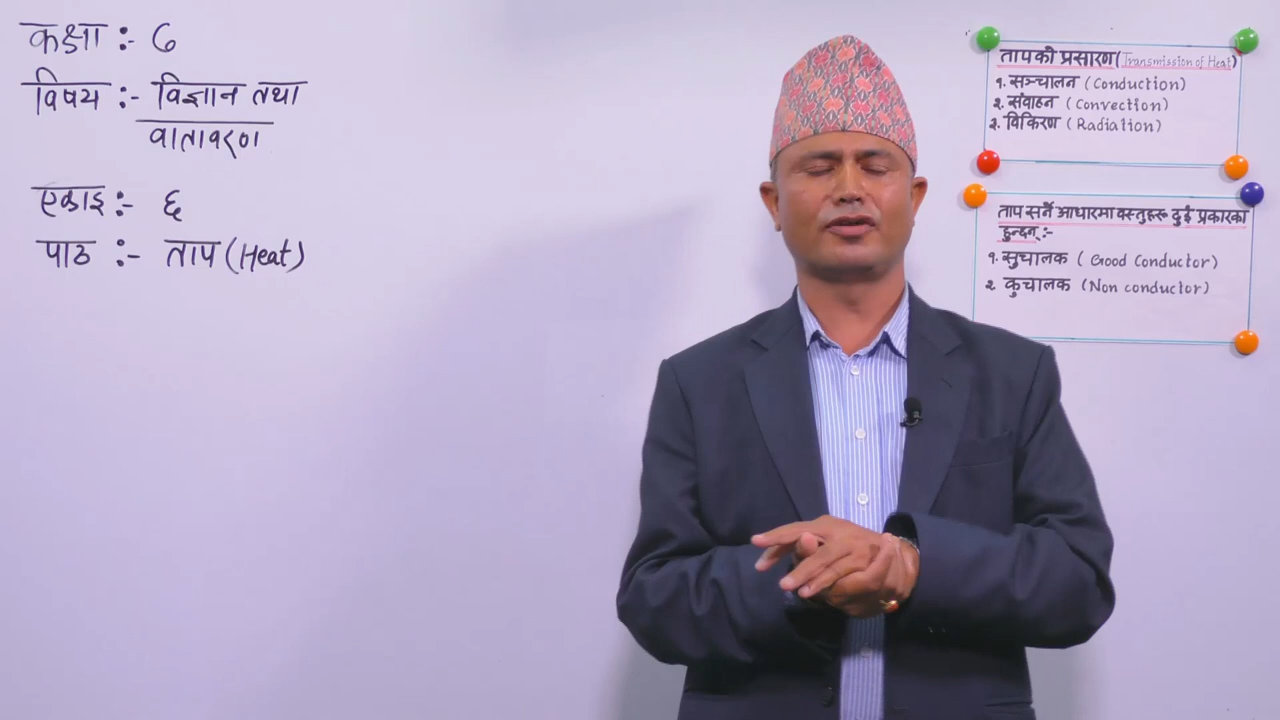 कक्षा :- ७
विषय :- विज्ञान तथा
वातावरण
एकाइ :- ६
पाठ :- ताप (Heat)
तापको प्रसारण (Transmission of Heat)
१. सञ्चालन (Conduction)
२. संवाहन (Convection)
३. विकिरण (Radiation)
ताप सर्ने आधारमा वस्तुहरू दुई प्रकारका
हुन्छन् :-
१. सुचालक (Good Conductor)
२. कुचालक (Non conductor)